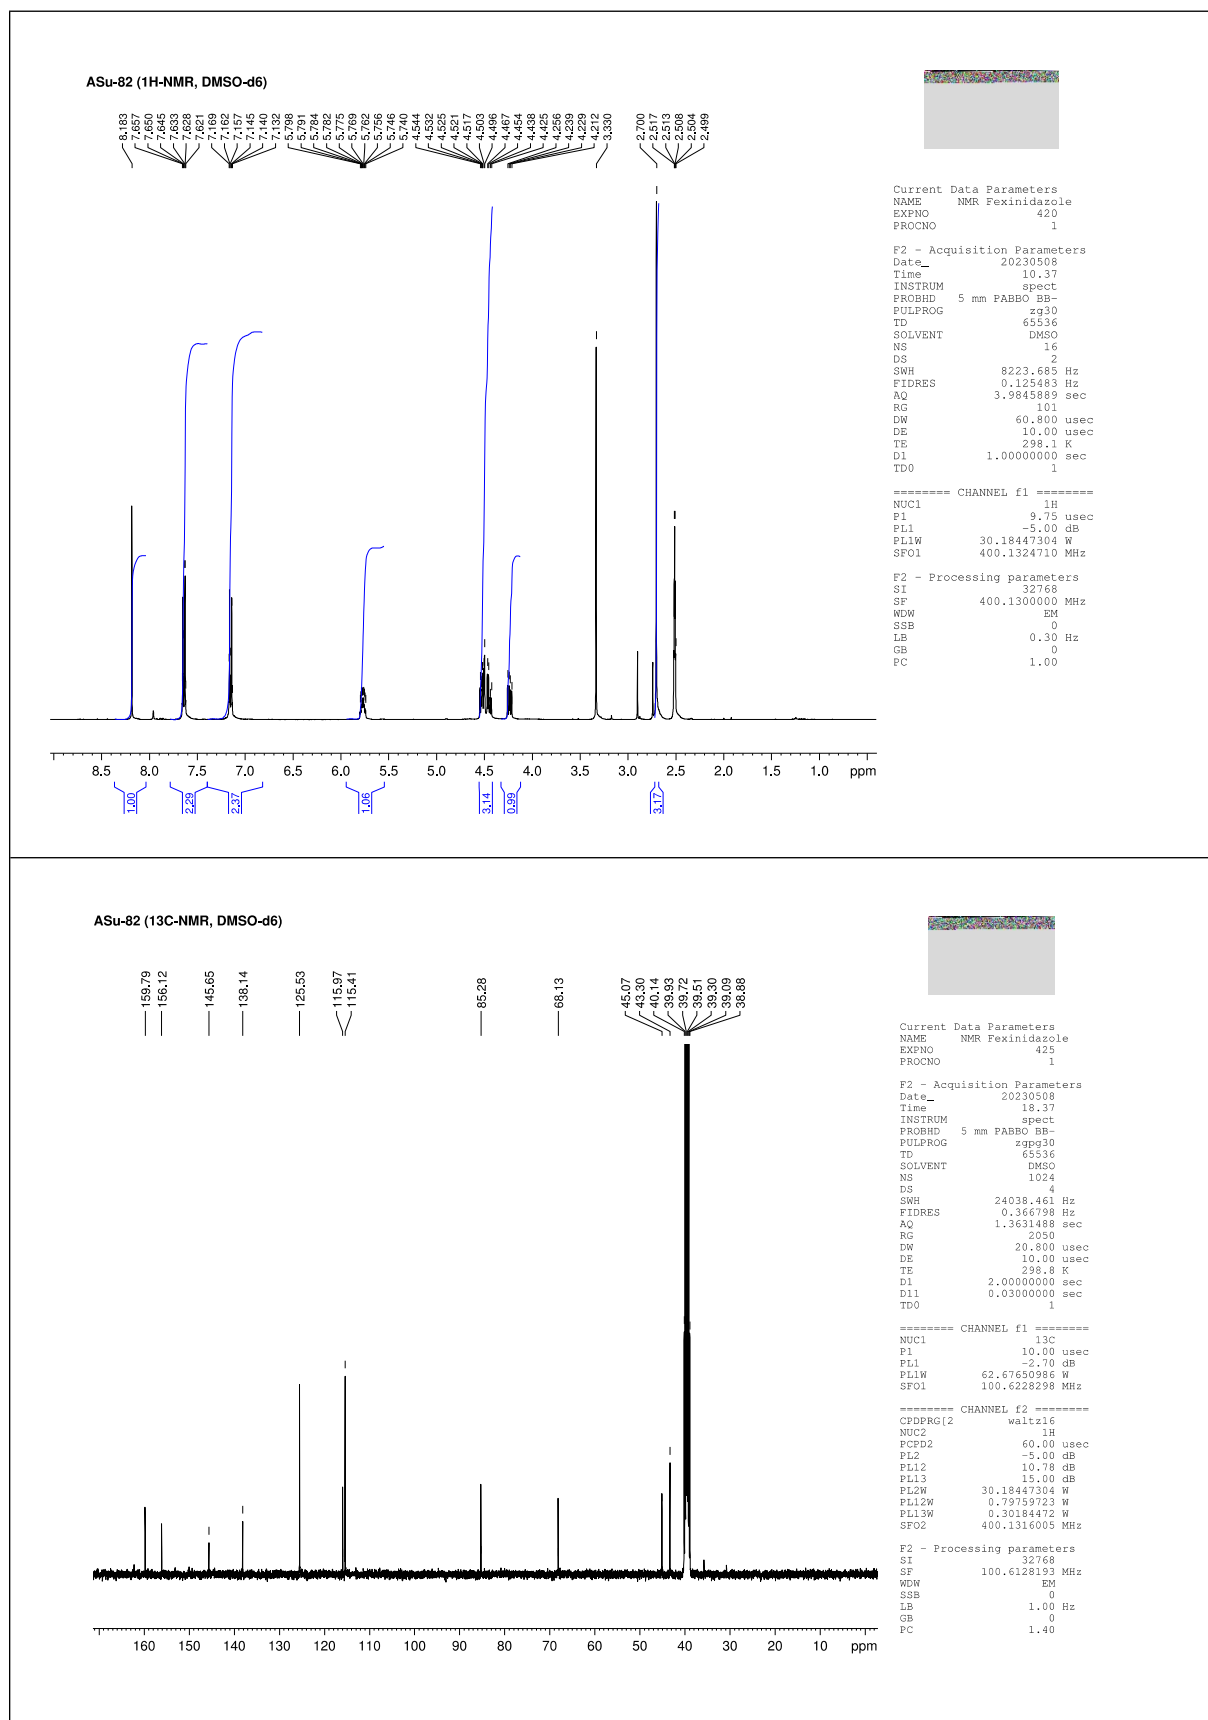 ASu-82 (1H-NMR, DMSO-d6)
8.183
7.657
7.650
7.645
7.633
7.628
7.621
7.169
7.162
7.157
7.145
7.140
7.132
5.798
5.791
5.784
5.782
5.775
5.769
5.762
5.756
5.746
5.740
4.544
4.532
4.525
4.521
4.517
4.503
4.496
4.467
4.454
4.438
4.425
4.256
4.239
4.229
4.212
3.330
2.700
2.517
2.513
2.508
2.504
2.499
8.5 8.0 7.5 7.0 6.5 6.0 5.5 5.0 4.5 4.0 3.5 3.0 2.5 2.0 1.5 1.0 ppm
1.00
2.29
2.37
1.06
3.14
0.99
3.17
Current Data Parameters
NAME NMR Fexinidazole
EXPNO 420
PROCNO 1
F2 - Acquisition Parameters
Date_ 20230508
Time 10.37
INSTRUM spect
PROBHD 5 mm PABBO BB-
PULPROG zg30
TD 65536
SOLVENT DMSO
NS 16
DS 2
SWH 8223.685 Hz
FIDRES 0.125483 Hz
AQ 3.9845889 sec
RG 101
DW 60.800 usec
DE 10.00 usec
TE 298.1 K
D1 1.00000000 sec
TD0 1
======== CHANNEL f1 ========
NUC1 1H
P1 9.75 usec
PL1 -5.00 dB
PL1W 30.18447304 W
SFO1 400.1324710 MHz
F2 - Processing parameters
SI 32768
SF 400.1300000 MHz
WDW EM
SSB 0
LB 0.30 Hz
GB 0
PC 1.00
ASu-82 (13C-NMR, DMSO-d6)
159.79
156.12
145.65
138.14
125.53
115.97
115.41
85.28
68.13
45.07
43.30
40.14
39.93
39.72
39.51
39.30
39.09
38.88
160 150 140 130 120 110 100 90 80 70 60 50 40 30 20 10 ppm
Current Data Parameters
NAME NMR Fexinidazole
EXPNO 425
PROCNO 1
F2 - Acquisition Parameters
Date_ 20230508
Time 18.37
INSTRUM spect
PROBHD 5 mm PABBO BB-
PULPROG zgpg30
TD 65536
SOLVENT DMSO
NS 1024
DS 4
SWH 24038.461 Hz
FIDRES 0.366798 Hz
AQ 1.3631488 sec
RG 2050
DW 20.800 usec
DE 10.00 usec
TE 298.8 K
D1 2.00000000 sec
D11 0.03000000 sec
TD0 1
======== CHANNEL f1 ========
NUC1 13C
P1 10.00 usec
PL1 -2.70 dB
PL1W 62.67650986 W
SFO1 100.6228298 MHz
======== CHANNEL f2 ========
CPDPRG[2 waltz16
NUC2 1H
PCPD2 60.00 usec
PL2 -5.00 dB
PL12 10.78 dB
PL13 15.00 dB
PL2W 30.18447304 W
PL12W 0.79759723 W
PL13W 0.30184472 W
SFO2 400.1316005 MHz
F2 - Processing parameters
SI 32768
SF 100.6128193 MHz
WDW EM
SSB 0
LB 1.00 Hz
GB 0
PC 1.40